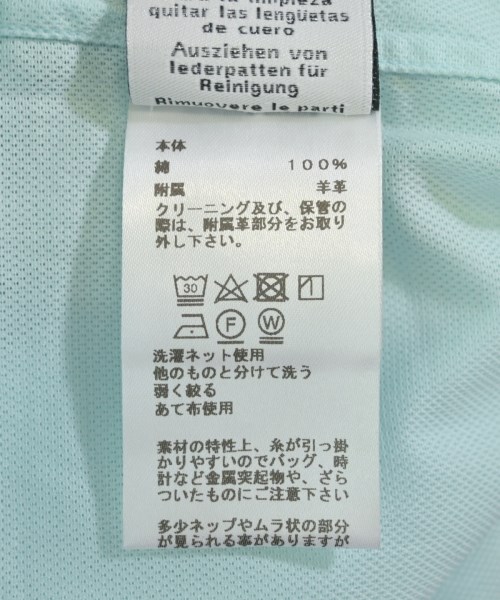 quitar las lengüetas
de cuero
Ausziehen von
lederpatten für
Reinigung
Rimuovere le parti
本体
綿 100%
附属 羊革
クリーニング及び、保管の
際は、附属革部分をお取り
外し下さい。
30
F W
洗濯ネット使用
他のものと分けて洗う
弱く絞る
あて布使用
素材の特性上、糸が引っ掛
かりやすいのでバッグ、時
計など金属突起物や、ざら
ついたものにご注意下さい
多少ネップやムラ状の部分
が見られる事がありますが